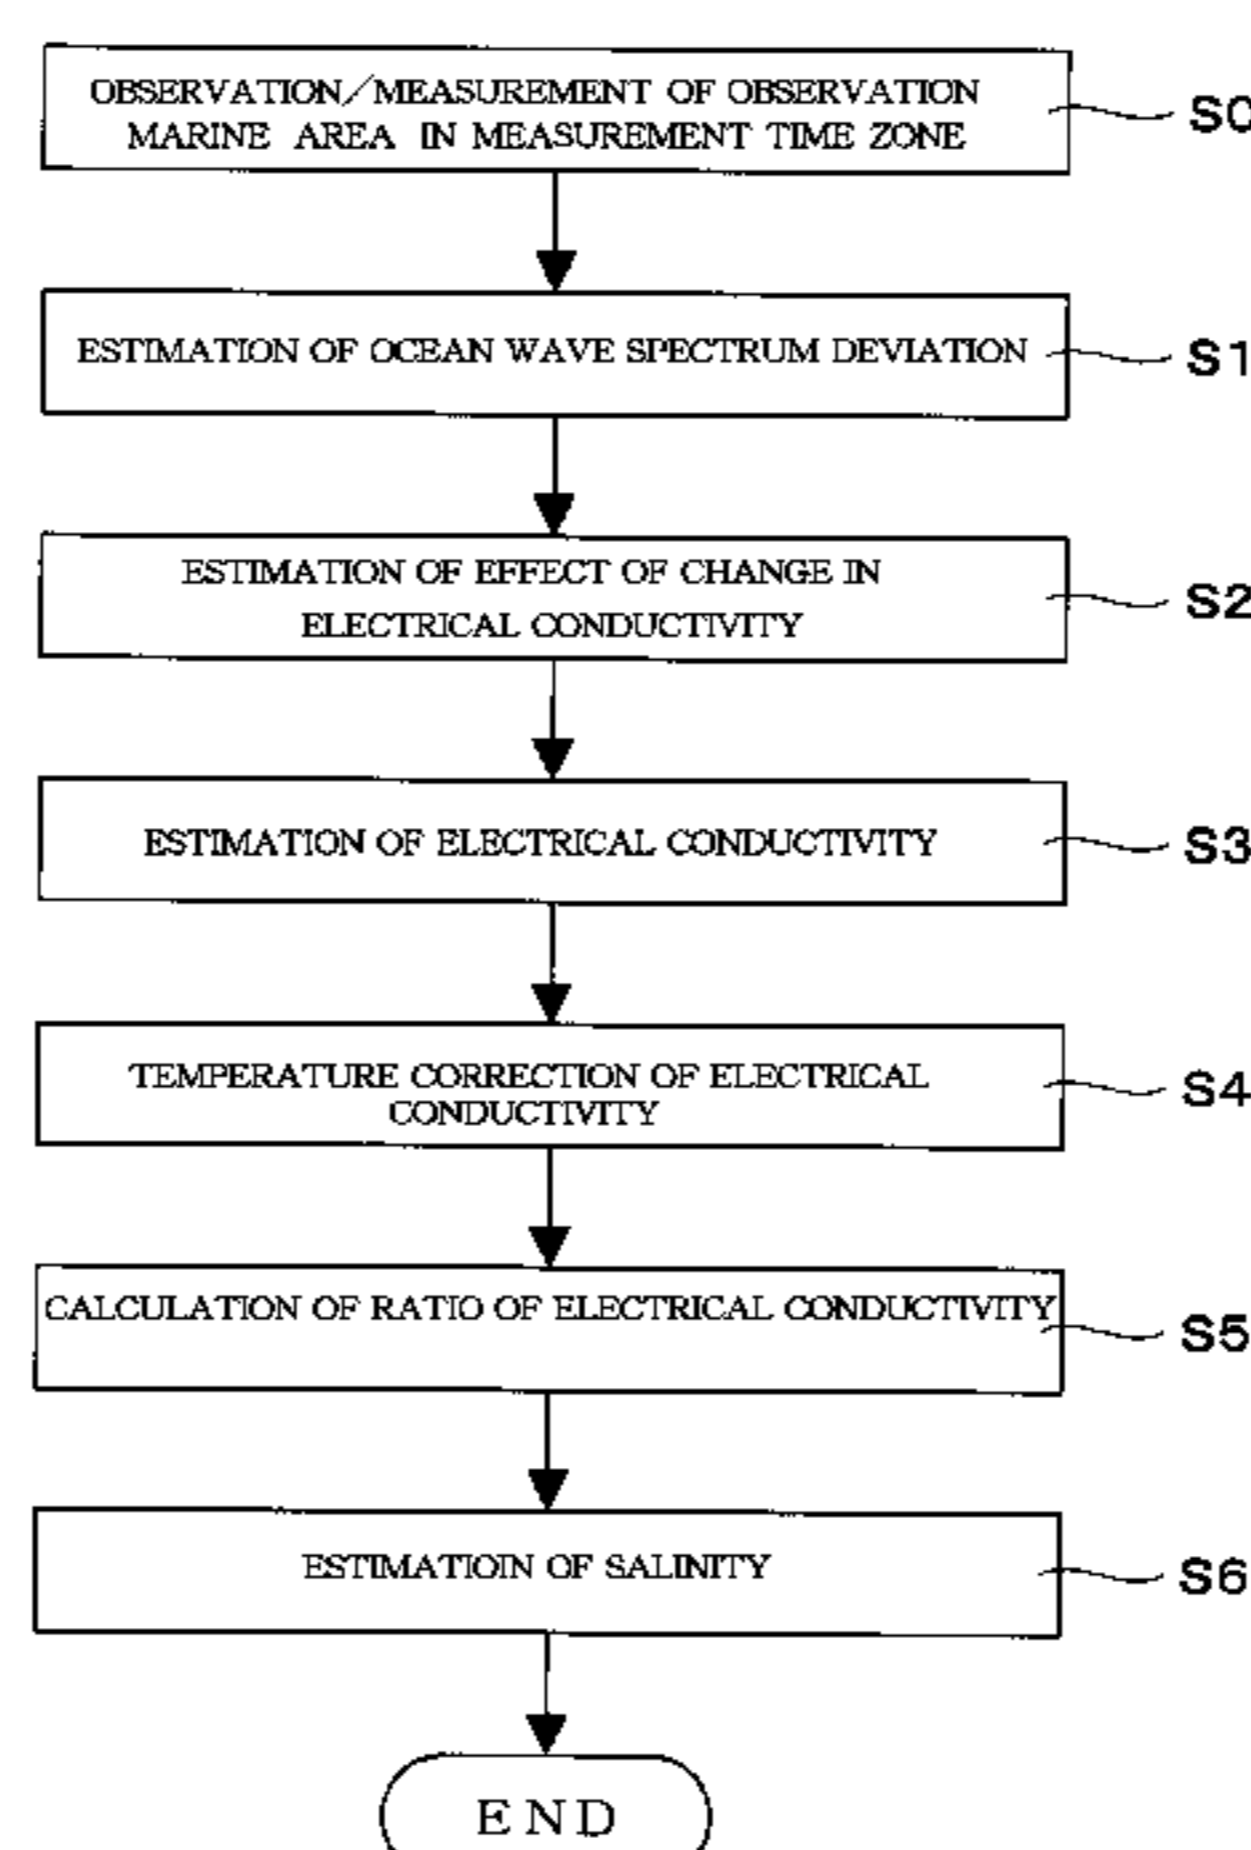 OBSERVATION/MEASUREMENT OF OBSERVATION
MARINE AREA IN MEASUREMENT TIME ZONE
S0
ESTIMATION OF OCEAN WAVE SPECTRUM DEVIATION
S1
ESTIMATION OF EFFECT OF CHANGE IN
ELECTRICAL CONDUCTIVITY
S2
ESTIMATION OF ELECTRICAL CONDUCTIVITY
S3
TEMPERATURE CORRECTION OF ELECTRICAL
CONDUCTIVITY
S4
CALCULATION OF RATIO OF ELECTRICAL CONDUCTIVITY
S5
ESTIMATIOIN OF SALINITY
S6
END